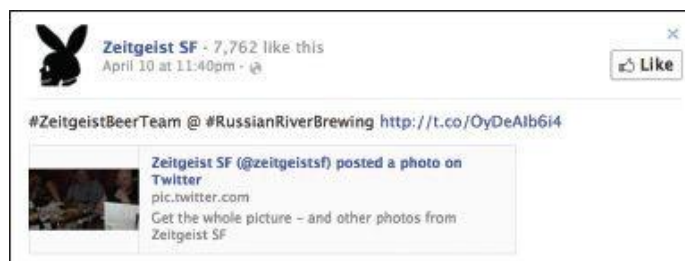 Zeitgeist SF · 7,762 like this
April 10 at 11:40pm ·
Like
#ZeitgeistBeerTeam @ #RussianRiverBrewing http://t.co/OyDeAIb6i4
Zeitgeist SF (@zeitgeistsf) posted a photo on
Twitter
pic.twitter.com
Get the whole picture – and other photos from
Zeitgeist SF